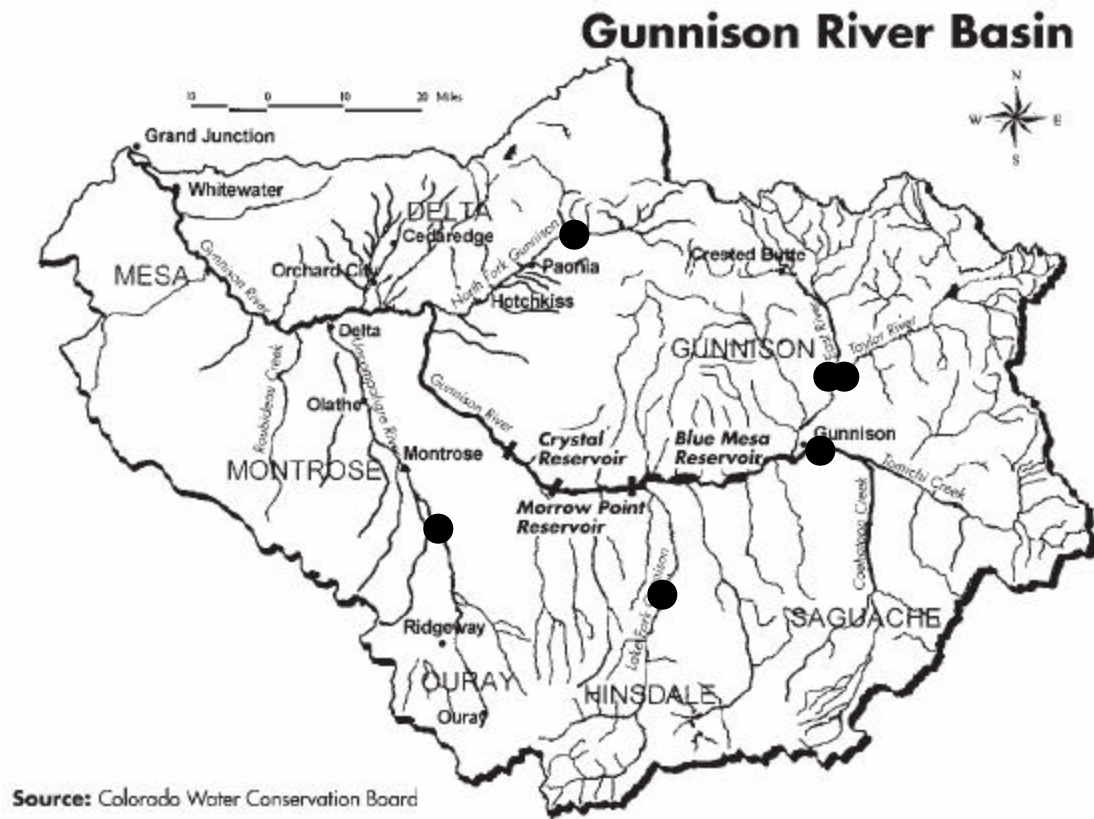 Gunnison River Basin
10 0 10 20 Miles
N
W E
S
Grand Junction
Whitewater
DELTA
Cedaredge
Gunnison River
North Fork Gunnison
Crested Butte
MESA
Orchard City
Paonia
Hotchkiss
East River
Taylor River
Delta
GUNNISON
Roubideau Creek
Uncompahgre River
Gunnison River
Olathe
Gunnison
Crystal
Reservoir
Blue Mesa
Reservoir
Montrose
MONTROSE
Tomichi Creek
Morrow Point
Reservoir
Cochetopa Creek
Lake Fork Gunnison
SAGUACHE
Ridgeway
OURAY
HINSDALE
Ouray
Source: Colorado Water Conservation Board